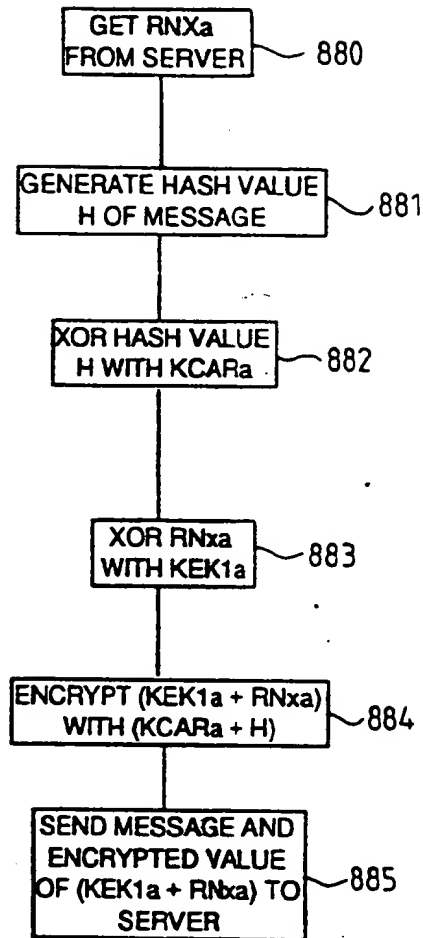 GET RNXa
FROM SERVER
880
GENERATE HASH VALUE
H OF MESSAGE
881
XOR HASH VALUE
H WITH KCARa
882
XOR RNxa
WITH KEK1a
883
ENCRYPT (KEK1a + RNxa)
WITH (KCARa + H)
884
SEND MESSAGE AND
ENCRYPTED VALUE
OF (KEK1a + RNxa) TO
SERVER
885